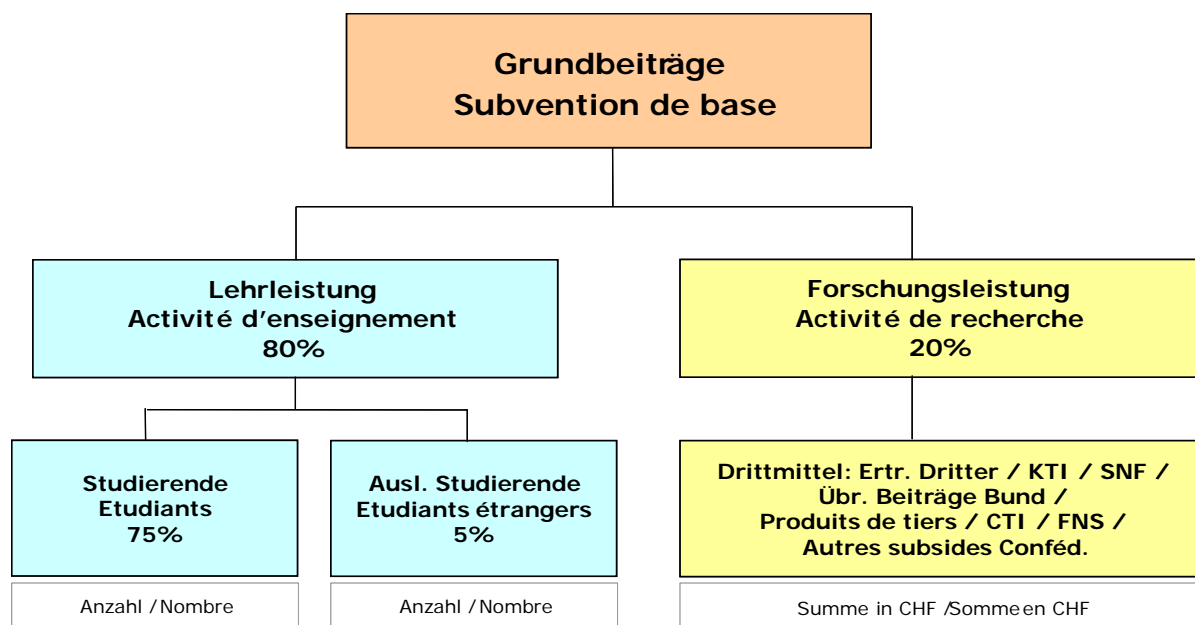 Grundbeiträge
Subvention de base
Lehrleistung
Activité d'enseignement
80%
Forschungsleistung
Activité de recherche
20%
Studierende
Etudiants
75%
Ausl. Studierende
Etudiants étrangers
5%
Drittmittel: Ertr. Dritter / KTI / SNF /
Übr. Beiträge Bund /
Produits de tiers / CTI / FNS /
Autres subsides Conféd.
Anzahl / Nombre
Anzahl / Nombre
Summe in CHF / Somme en CHF